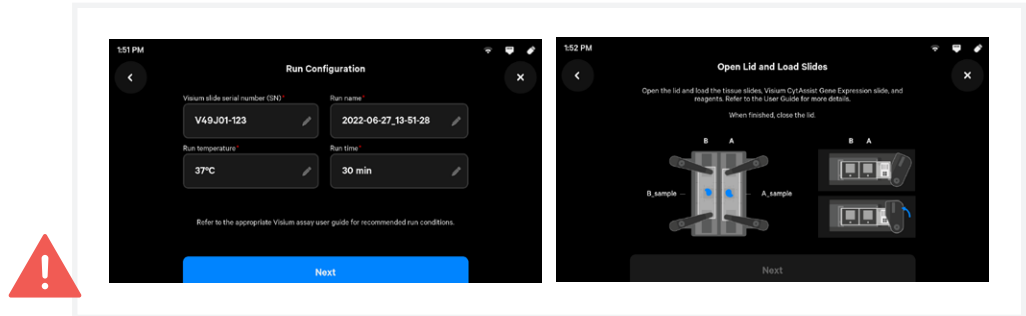 1:51 PM
Run Configuration
Visium slide serial number (SN)*
Run name*
V49J01-123
2022-06-27_13-51-28
Run temperature*
Run time*
37°C
30 min
Refer to the appropriate Visium assay user guide for recommended run conditions.
Next
1:52 PM
Open Lid and Load Slides
Open the lid and load the tissue slides, Visium CytAssist Gene Expression slide, and
reagents. Refer to the User Guide for more details.
When finished, close the lid.
B A
B A
B_sample
A_sample
Next